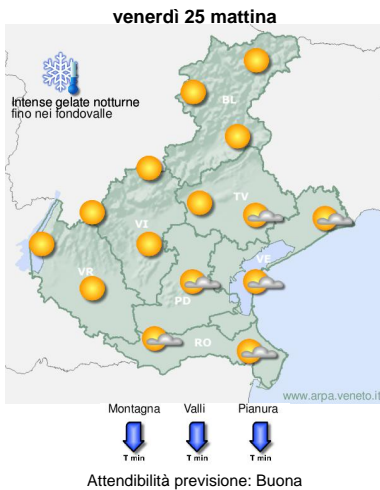 venerdì 25 mattina
Intense gelate notturne
fino nei fondovalle
BL
TV
VI
VE
VR
PD
RO
www.arpa.veneto.it
Montagna Valli Pianura
T min T min T min
Attendibilità previsione: Buona